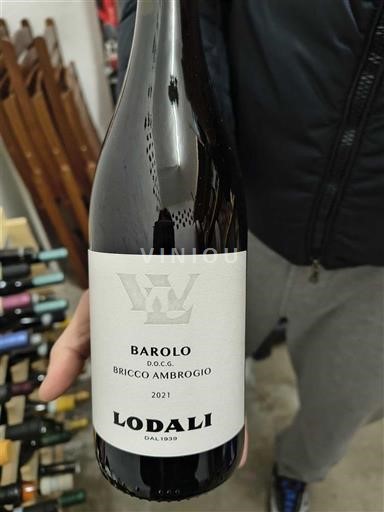 VINIOU
BAROLO
D.O.C.G.
BRICCO AMBROGIO
2021
LODALI
DAL 1939